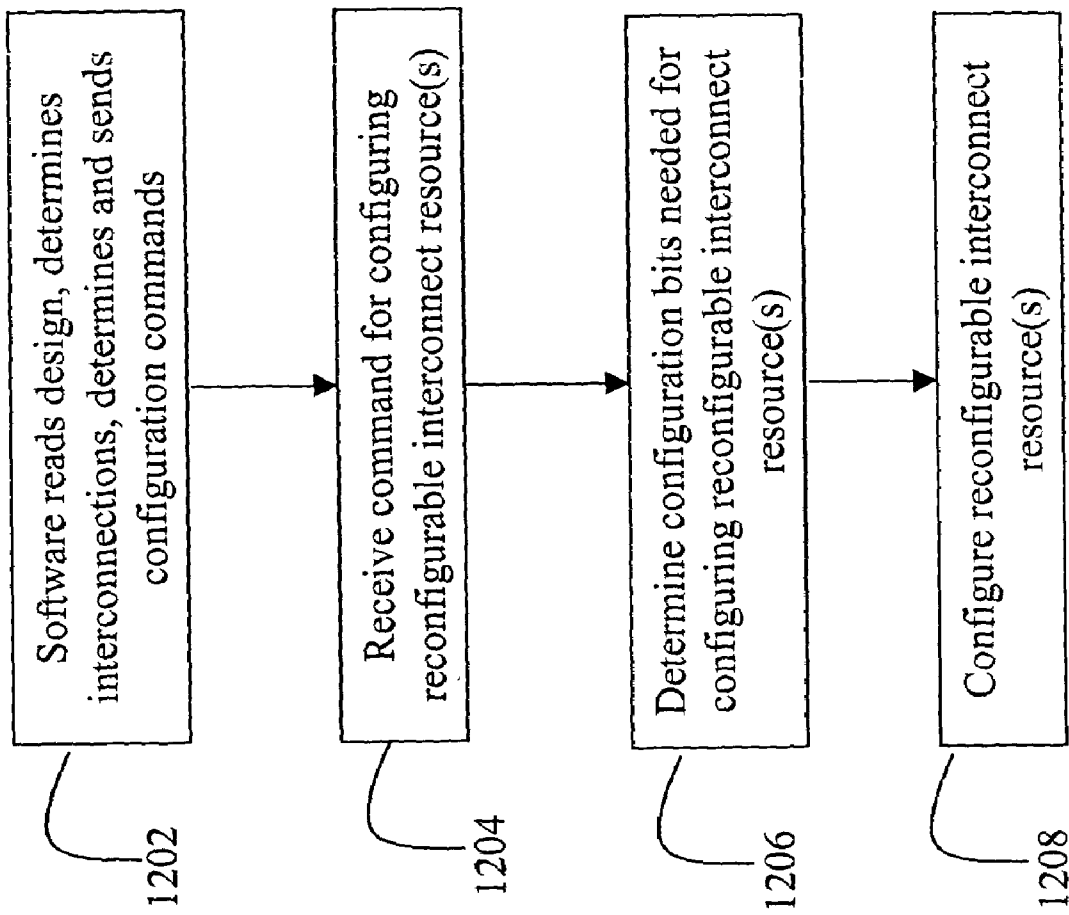 1202
Software reads design, determines
interconnections, determines and sends
configuration commands
1204
Receive command for configuring
reconfigurable interconnect resource(s)
1206
Determine configuration bits needed for
configuring reconfigurable interconnect
resource(s)
1208
Configure reconfigurable interconnect
resource(s)